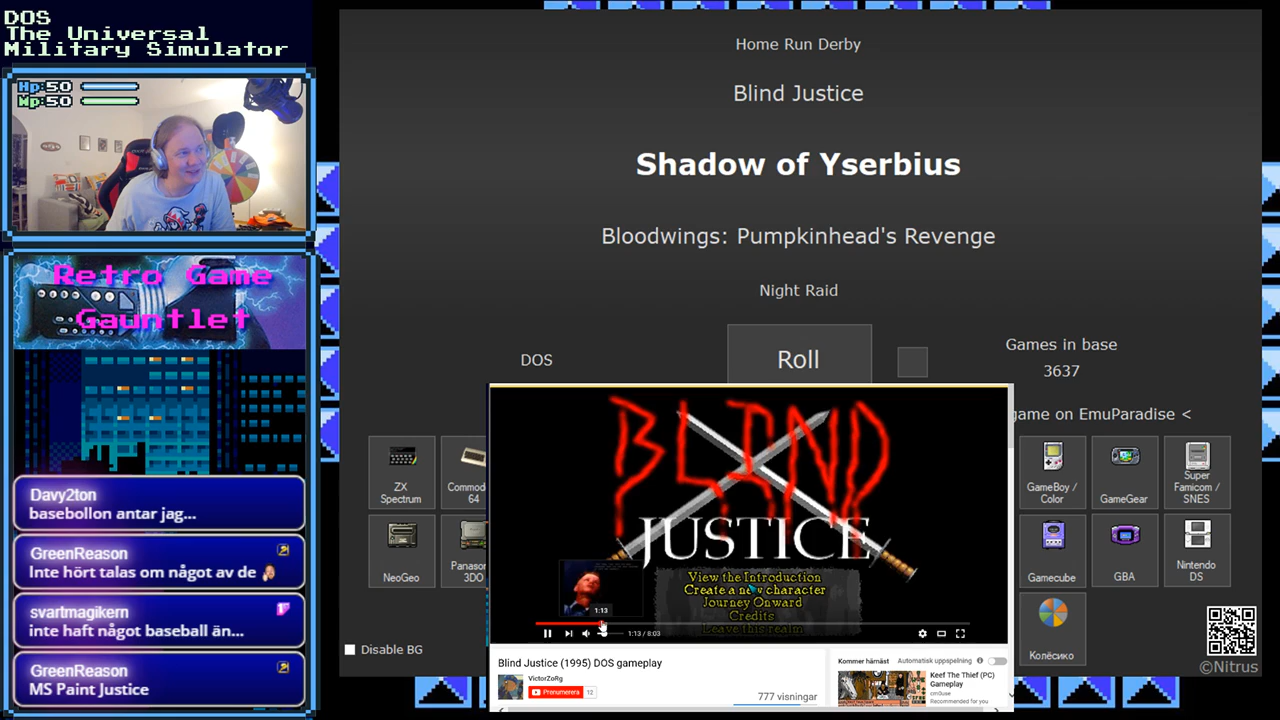 DOS
The Universal
Military Simulator
Hp:50
Mp:50
Retro Game
Gauntlet
Davy2ton
basebollon antar jag...
GreenReason
Inte hört talas om något av de
svartmagikern
inte haft något baseball än...
GreenReason
MS Paint Justice
Home Run Derby
Blind Justice
Shadow of Yserbius
Bloodwings: Pumpkinhead's Revenge
Night Raid
DOS
Roll
Games in base
3637
game on EmuParadise <
ZX
Spectrum
Commod
64
NeoGeo
Panaso
3DO
GameBoy /
Color
GameGear
Super
Famicom /
SNES
Gamecube
GBA
Nintendo
DS
Колёсико
Disable BG
©Nitrus
BLIND
JUSTICE
View the Introduction
Create a new character
Journey Onward
Credits
Leave this realm
1:13
1:13 / 8:03
Blind Justice (1995) DOS gameplay
VictorZoRg
Prenumerera
12
777 visningar
Kommer härnäst
Automatisk uppspelning
Keep The Thief (PC)
Gameplay
cmGuse
Recommended for you